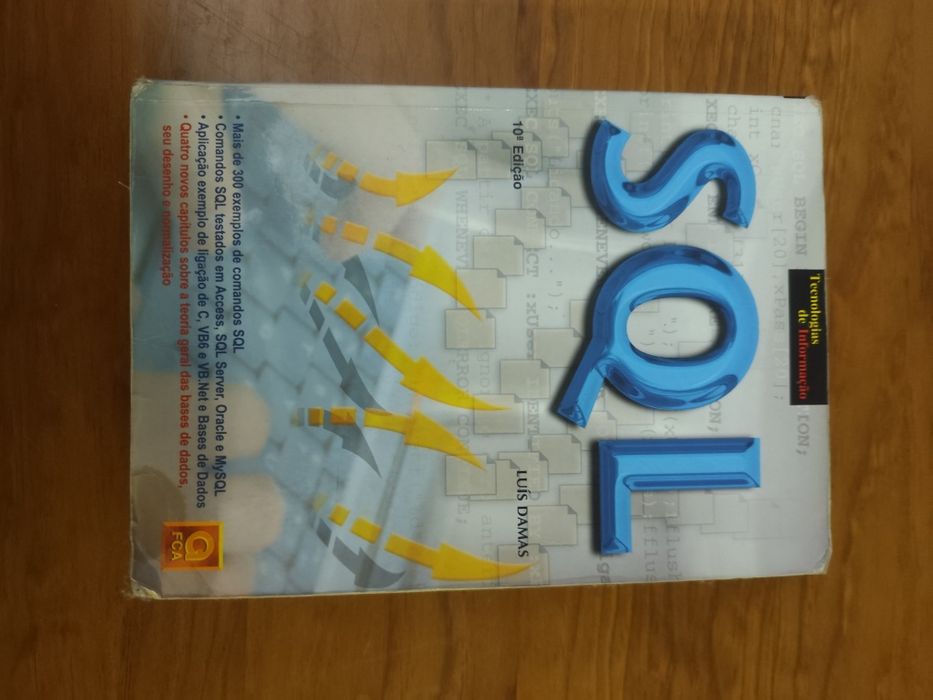 Tecnologias
de Informação
SQL
10ª Edição
LUÍS DAMAS
• Mais de 300 exemplos de comandos SQL
• Comandos SQL testados em Access, SQL Server, Oracle e MySQL
• Aplicação exemplo de ligação de C, VB6 e VB.Net e Bases de Dados
• Quatro novos capítulos sobre a teoria geral das bases de dados,
seu desenho e normalização
FCA